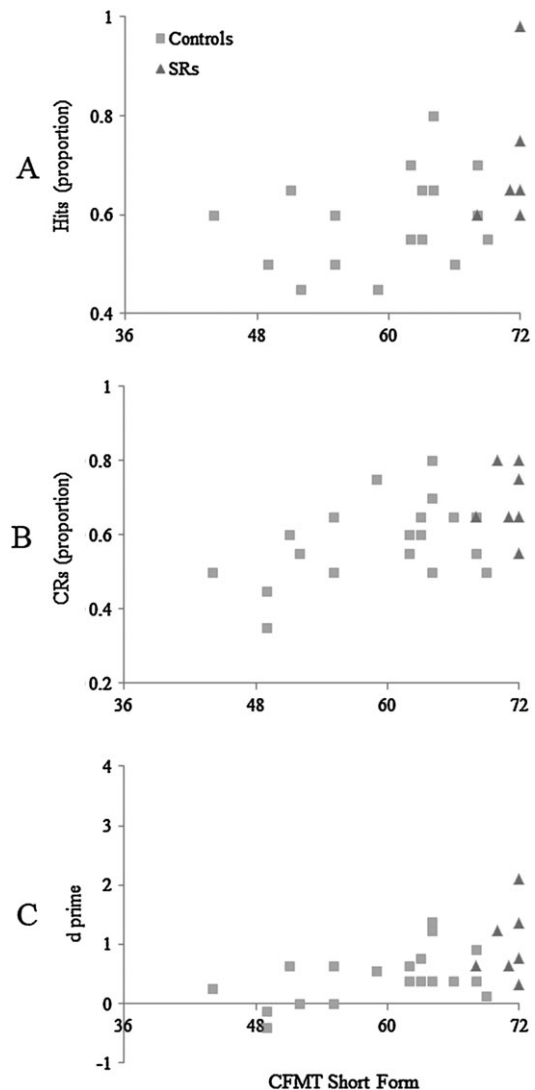 1
Controls
SRs
0.8
A
Hits (proportion)
0.6
0.4
36 48 60 72
1
0.8
B
CRs (proportion)
0.6
0.4
0.2
36 48 60 72
4
3
2
C
d prime
1
0
36 48 60 72
-1
CFMT Short Form